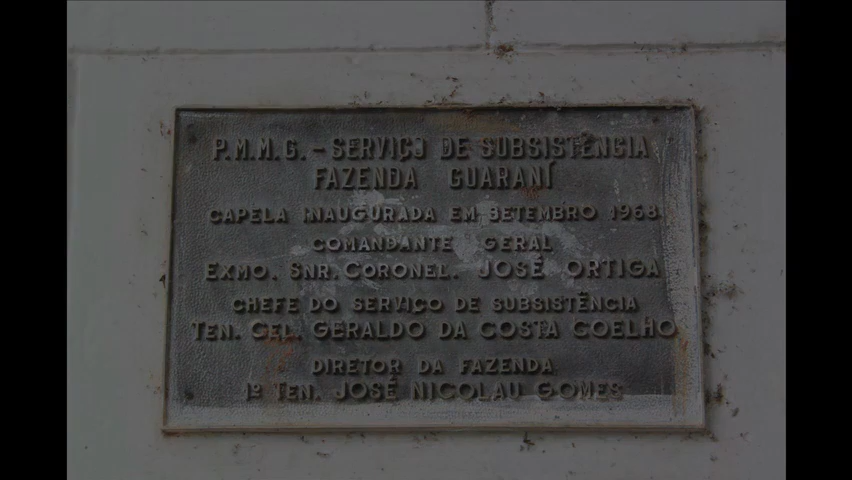 P.M.M.G. - SERVIÇO DE SUBSISTÊNCIA
FAZENDA GUARANÍ
CAPELA INAUGURADA EM SETEMBRO 1968
COMANDANTE GERAL
EXMO. SNR. CORONEL. JOSÉ ORTIGA
CHEFE DO SERVIÇO DE SUBSISTÊNCIA
TEN. CEL. GERALDO DA COSTA COELHO
DIRETOR DA FAZENDA
1º TEN. JOSÉ NICOLAU GOMES